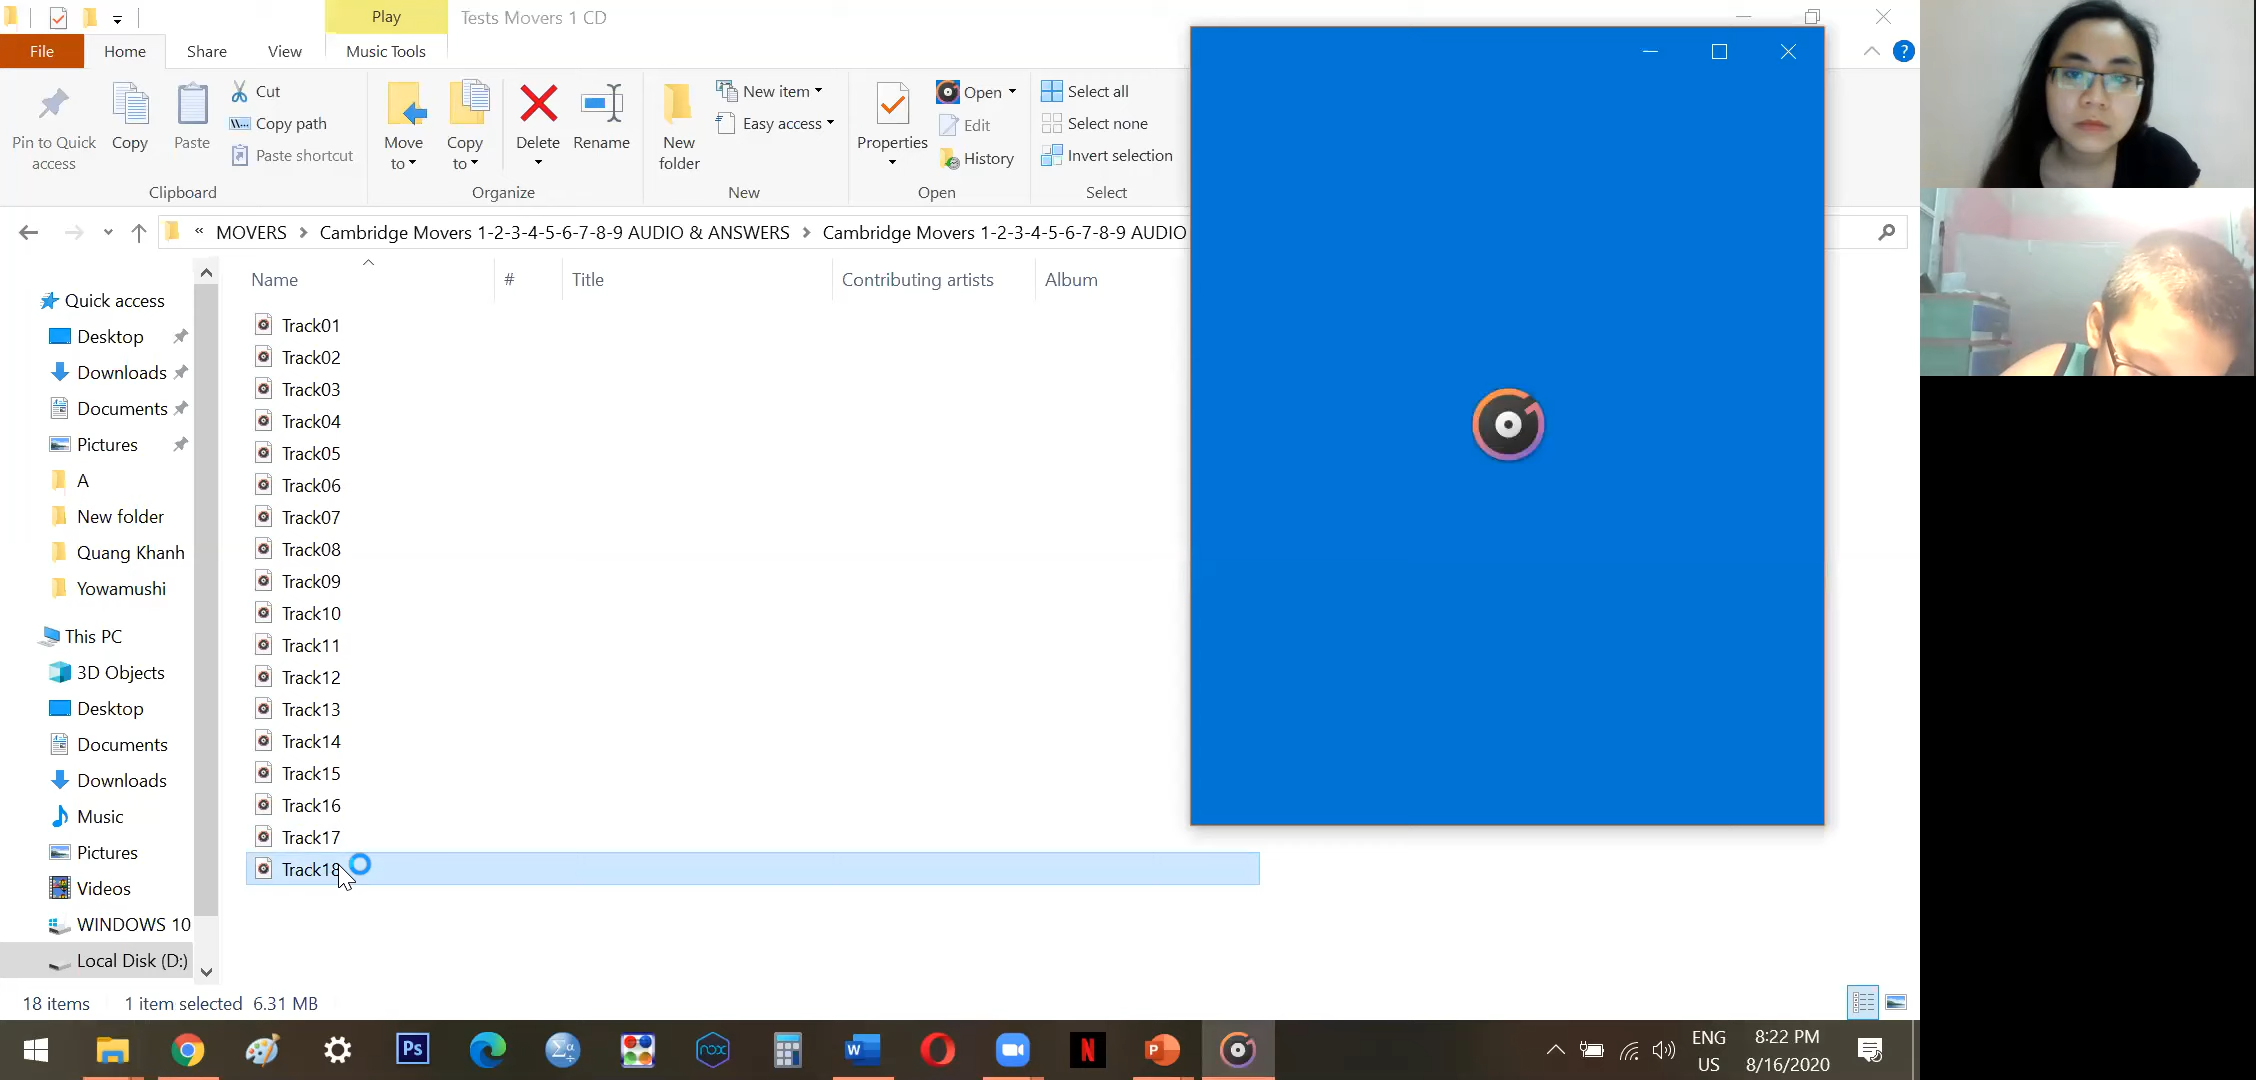 Play
Tests Movers 1 CD
File
Home
Share
View
Music Tools
Pin to Quick access
Copy
Paste
Cut
Copy path
Paste shortcut
Clipboard
Move to
Copy to
Delete
Rename
Organize
New folder
New item
Easy access
New
Properties
Open
Edit
History
Open
Select all
Select none
Invert selection
Select
?
« MOVERS > Cambridge Movers 1-2-3-4-5-6-7-8-9 AUDIO & ANSWERS > Cambridge Movers 1-2-3-4-5-6-7-8-9 AUDIO
Name
#
Title
Contributing artists
Album
Quick access
Desktop
Downloads
Documents
Pictures
A
New folder
Quang Khanh
Yowamushi
This PC
3D Objects
Desktop
Documents
Downloads
Music
Pictures
Videos
WINDOWS 10
Local Disk (D:)
Track01
Track02
Track03
Track04
Track05
Track06
Track07
Track08
Track09
Track10
Track11
Track12
Track13
Track14
Track15
Track16
Track17
Track18
18 items
1 item selected 6.31 MB
Ps
nox
W
N
P
ENG
US
8:22 PM
8/16/2020